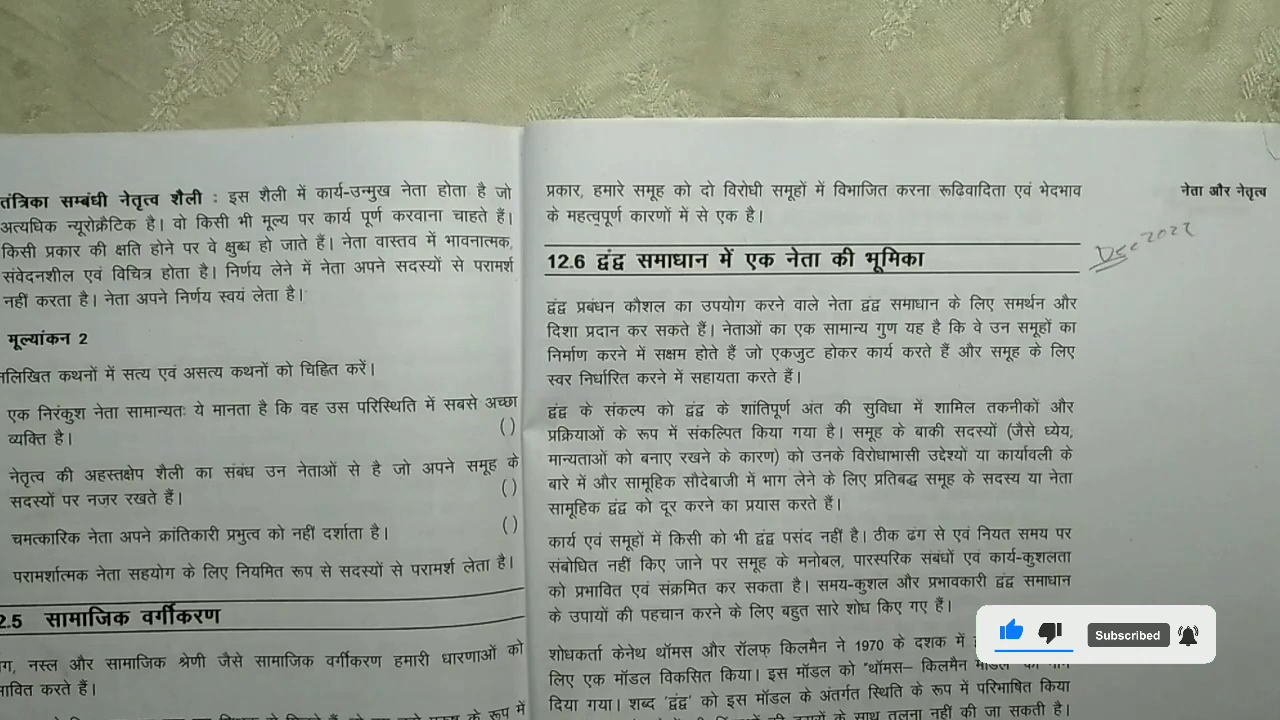 तंत्रिका सम्बंधी नेतृत्व शैली : इस शैली में कार्य-उन्मुख नेता होता है जो
अत्यधिक न्यूरोक्रैटिक है। वो किसी भी मूल्य पर कार्य पूर्ण करवाना चाहते हैं।
किसी प्रकार की क्षति होने पर वे क्षुब्ध हो जाते हैं। नेता वास्तव में भावनात्मक,
संवेदनशील एवं विचित्र होता है। निर्णय लेने में नेता अपने सदस्यों से परामर्श
नहीं करता है। नेता अपने निर्णय स्वयं लेता है।
मूल्यांकन 2
कथनों में सत्य एवं असत्य कथनों को चिह्नित करें।
एक निरंकुश नेता सामान्यतः ये मानता है कि वह उस परिस्थिति में सबसे अच्छा
व्यक्ति है। ()
नेतृत्व की अहस्तक्षेप शैली का संबंध उन नेताओं से है जो अपने समूह के
सदस्यों पर नज़र रखते हैं। ()
चमत्कारिक नेता अपने क्रांतिकारी प्रभुत्व को नहीं दर्शाता है। ()
परामर्शात्मक नेता सहयोग के लिए नियमित रूप से सदस्यों से परामर्श लेता है।
2.5 सामाजिक वर्गीकरण
नस्ल और सामाजिक श्रेणी जैसे सामाजिक वर्गीकरण हमारी धारणाओं को
करते हैं।
प्रकार, हमारे समूह को दो विरोधी समूहों में विभाजित करना रूढिवादिता एवं भेदभाव
के महत्वपूर्ण कारणों में से एक है।
नेता और नेतृत्व
Dec 2022
12.6 द्वंद्व समाधान में एक नेता की भूमिका
द्वंद्व प्रबंधन कौशल का उपयोग करने वाले नेता द्वंद्व समाधान के लिए समर्थन और
दिशा प्रदान कर सकते हैं। नेताओं का एक सामान्य गुण यह है कि वे उन समूहों का
निर्माण करने में सक्षम होते हैं जो एकजुट होकर कार्य करते हैं और समूह के लिए
स्वर निर्धारित करने में सहायता करते हैं।
द्वंद्व के संकल्प को द्वंद्व के शांतिपूर्ण अंत की सुविधा में शामिल तकनीकों और
प्रक्रियाओं के रूप में संकल्पित किया गया है। समूह के बाकी सदस्यों (जैसे ध्येय,
मान्यताओं को बनाए रखने के कारण) को उनके विरोधाभासी उद्देश्यों या कार्यावली के
बारे में और सामूहिक सौदेबाजी में भाग लेने के लिए प्रतिबद्ध समूह के सदस्य या नेता
सामूहिक द्वंद्व को दूर करने का प्रयास करते हैं।
कार्य एवं समूहों में किसी को भी द्वंद्व पसंद नहीं है। ठीक ढंग से एवं नियत समय पर
संबोधित नहीं किए जाने पर समूह के मनोबल, पारस्परिक संबंधों एवं कार्य-कुशलता
को प्रभावित एवं संक्रमित कर सकता है। समय-कुशल और प्रभावकारी द्वंद्व समाधान
के उपायों की पहचान करने के लिए बहुत सारे शोध किए गए हैं।
शोधकर्ता केनेथ थॉमस और रॉलफ़ किलमैन ने 1970 के दशक में
लिए एक मॉडल विकसित किया। इस मॉडल को "थॉमस– किलमैन
दिया गया। शब्द 'द्वंद्व' को इस मॉडल के अंतर्गत स्थिति के रूप में परिभाषित किया
के साथ तुलना नहीं की जा सकती है।
Subscribed